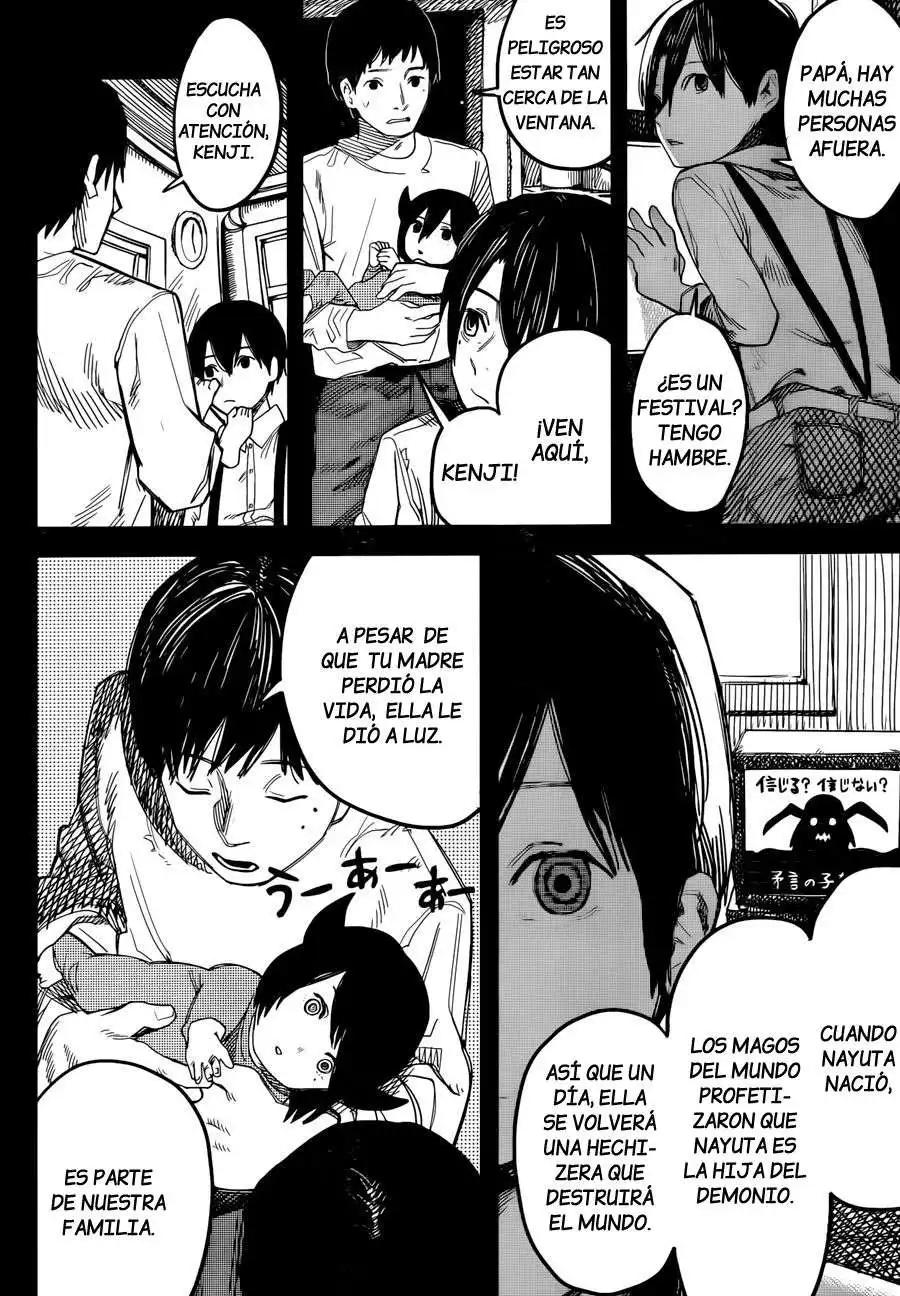 PAPÁ, HAY
MUCHAS
PERSONAS
AFUERA.
¿ES UN
FESTIVAL?
TENGO
HAMBRE.
ES
PELIGROSO
ESTAR TAN
CERCA DE LA
VENTANA.
¡VEN
AQUÍ,
KENJI!
ESCUCHA
CON
ATENCIÓN,
KENJI.
信じる?信じない?
予言の子
CUANDO
NAYUTA
NACIÓ,
LOS MAGOS
DEL MUNDO
PROFETI-
ZARON QUE
NAYUTA ES
LA HIJA DEL
DEMONIO.
ASÍ QUE UN
DÍA, ELLA
SE VOLVERÁ
UNA HECHI-
ZERA QUE
DESTRUIRÁ
EL MUNDO.
A PESAR DE
QUE TU MADRE
PERDIÓ LA
VIDA, ELLA LE
DIÓ A LUZ.
うーあーあー
ES PARTE
DE NUESTRA
FAMILIA.